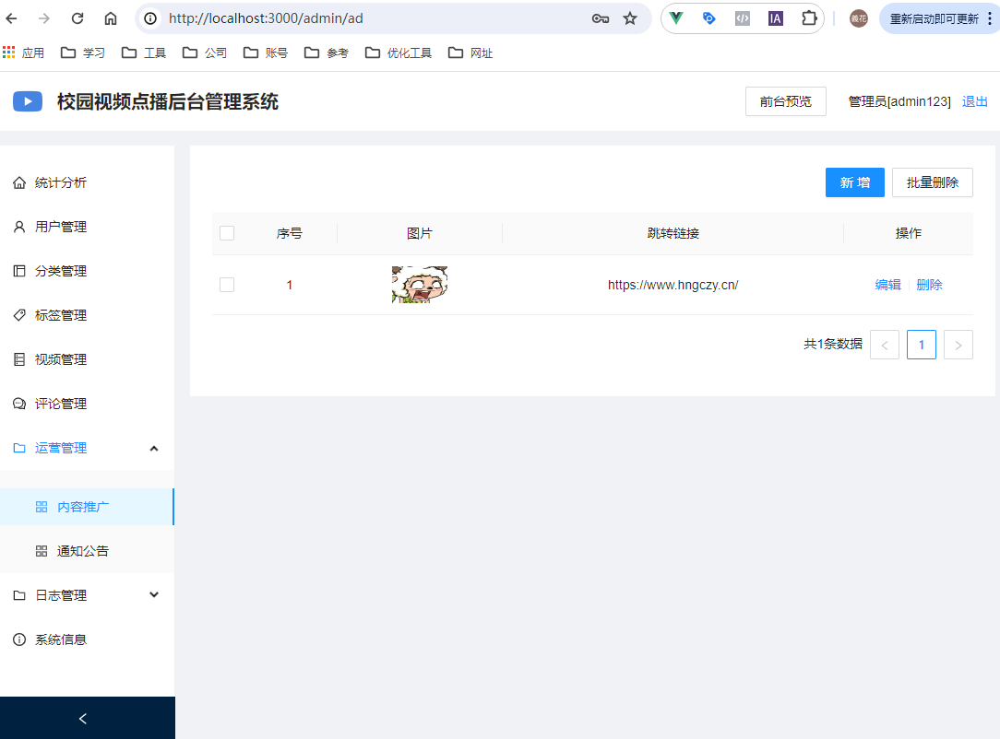 http://localhost:3000/admin/ad
IA
義花
重新启动即可更新
应用 学习 工具 公司 账号 参考 优化工具 网址
校园视频点播后台管理系统
前台预览 管理员[admin123] 退出
统计分析
用户管理
分类管理
标签管理
视频管理
评论管理
运营管理
内容推广
通知公告
日志管理
系统信息
新 增 批量删除
序号 图片 跳转链接 操作
1 https://www.hngczy.cn/ 编辑 删除
共1条数据 < 1 >
<